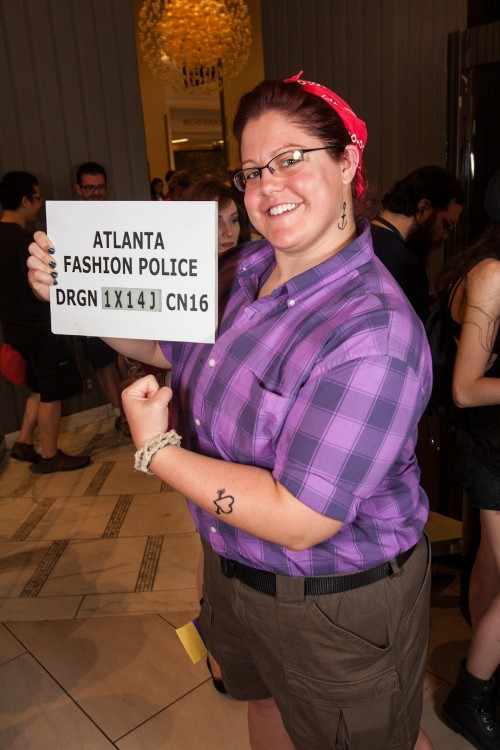 ATLANTA
FASHION POLICE
DRGN 1X14J CN16